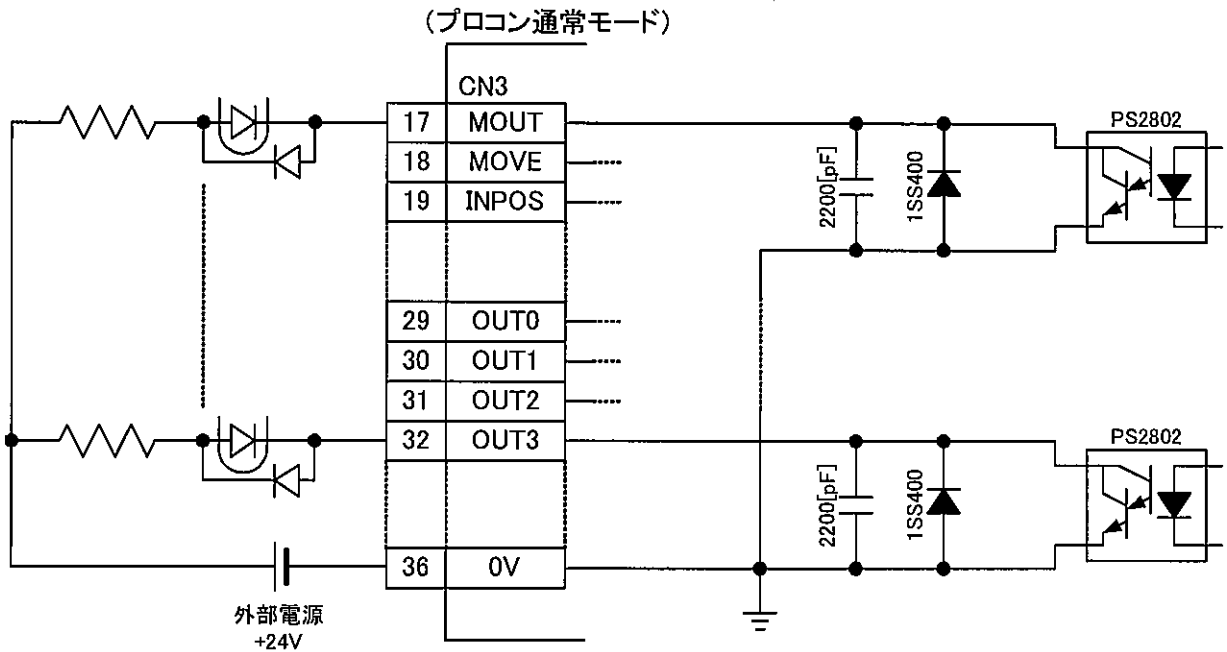 (プロコン通常モード)
CN3
17 MOUT
18 MOVE
19 INPOS
29 OUT0
30 OUT1
31 OUT2
32 OUT3
36 0V
2200[pF]
1SS400
PS2802
2200[pF]
1SS400
PS2802
外部電源
+24V